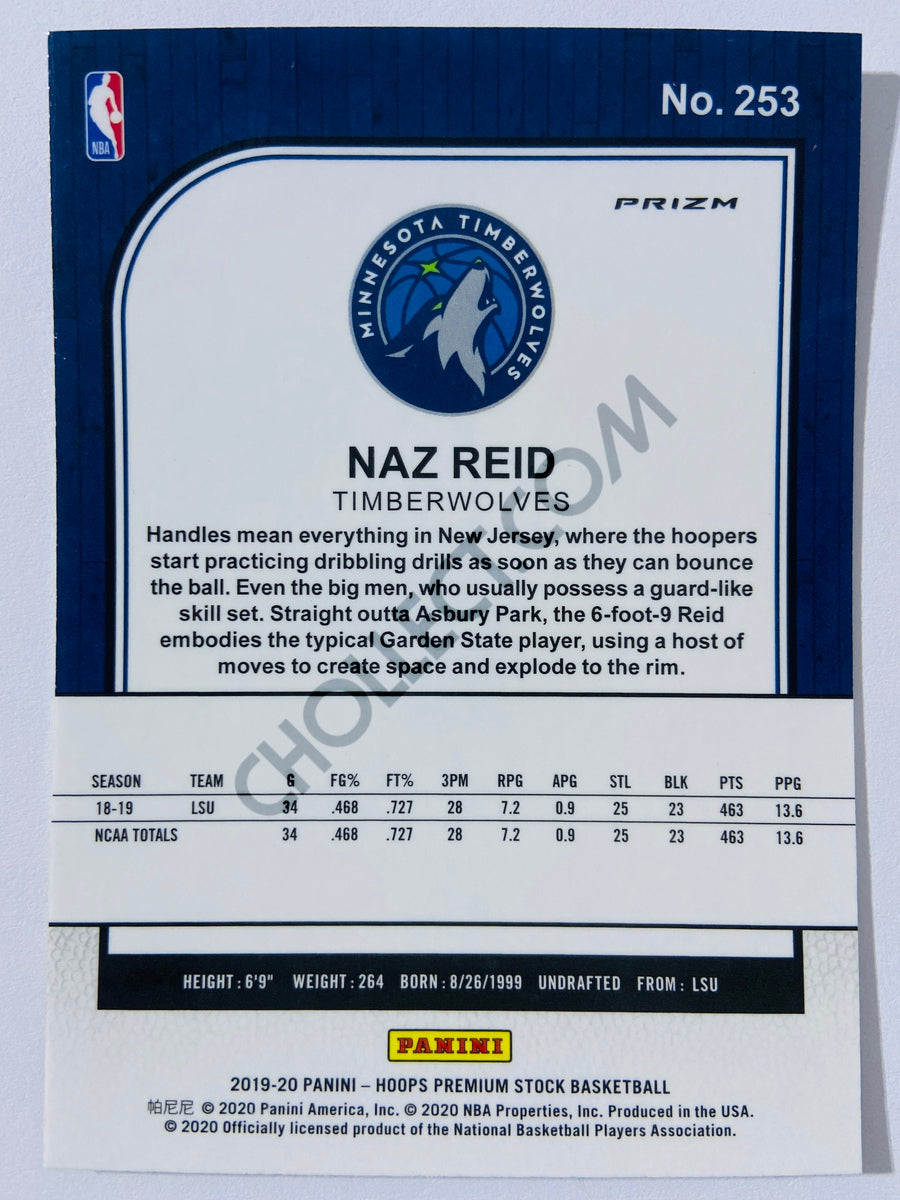 No. 253
NBA
PRIZM
MINNESOTA TIMBERWOLVES
NAZ REID
TIMBERWOLVES
Handles mean everything in New Jersey, where the hoopers
start practicing dribbling drills as soon as they can bounce
the ball. Even the big men, who usually possess a guard-like
skill set. Straight outta Asbury Park, the 6-foot-9 Reid
embodies the typical Garden State player, using a host of
moves to create space and explode to the rim.
CHOLLECT.COM
SEASON TEAM G FG% FT% 3PM RPG APG STL BLK PTS PPG
18-19 LSU 34 .468 .727 28 7.2 0.9 25 23 463 13.6
NCAA TOTALS 34 .468 .727 28 7.2 0.9 25 23 463 13.6
HEIGHT: 6'9" WEIGHT: 264 BORN: 8/26/1999 UNDRAFTED FROM: LSU
PANINI
2019-20 PANINI – HOOPS PREMIUM STOCK BASKETBALL
帕尼尼 © 2020 Panini America, Inc. © 2020 NBA Properties, Inc. Produced in the USA.
© 2020 Officially licensed product of the National Basketball Players Association.